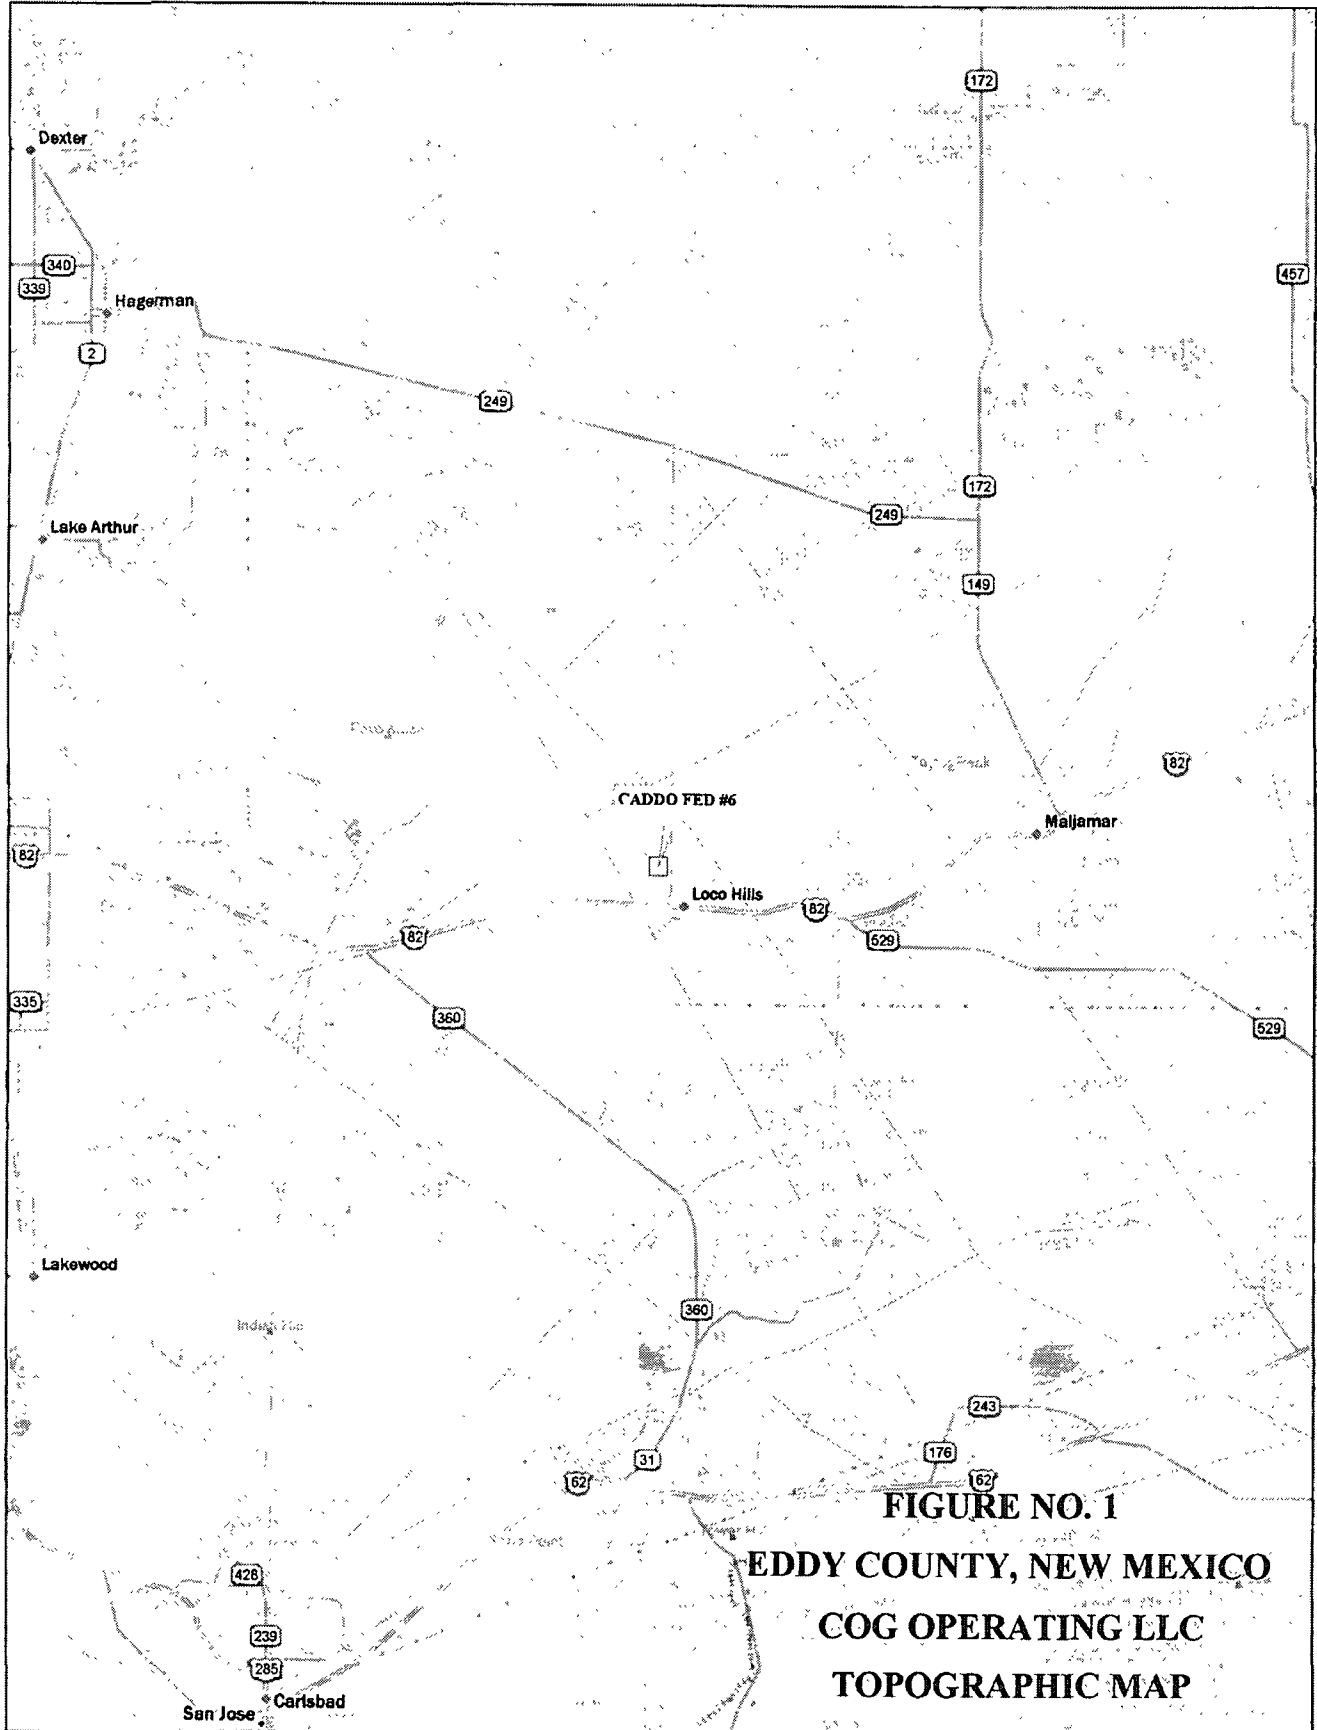 172
Dexter
340
339
457
Hagerman
2
249
172
249
Lake Arthur
149
82
CADDO FED #6
Maljamar
82
Loco Hills
82
82
529
335
360
529
Lakewood
360
243
176
31
62
62
FIGURE NO. 1
EDDY COUNTY, NEW MEXICO
428
COG OPERATING LLC
239
285
TOPOGRAPHIC MAP
Carlsbad
San Jose